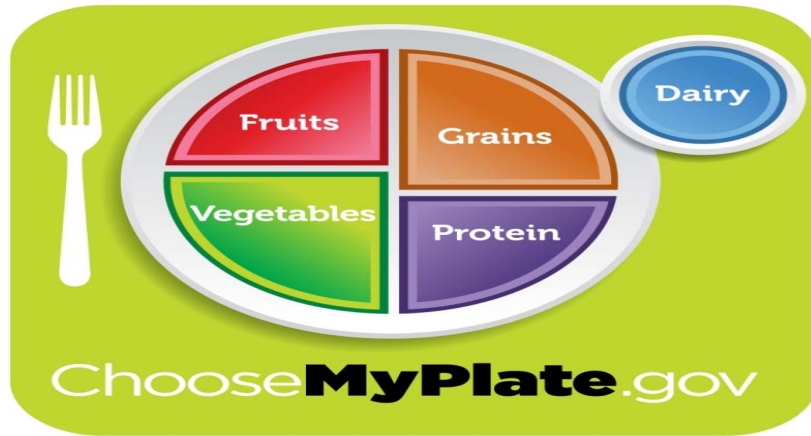 Fruits
Grains
Dairy
Vegetables
Protein
ChooseMyPlate.gov